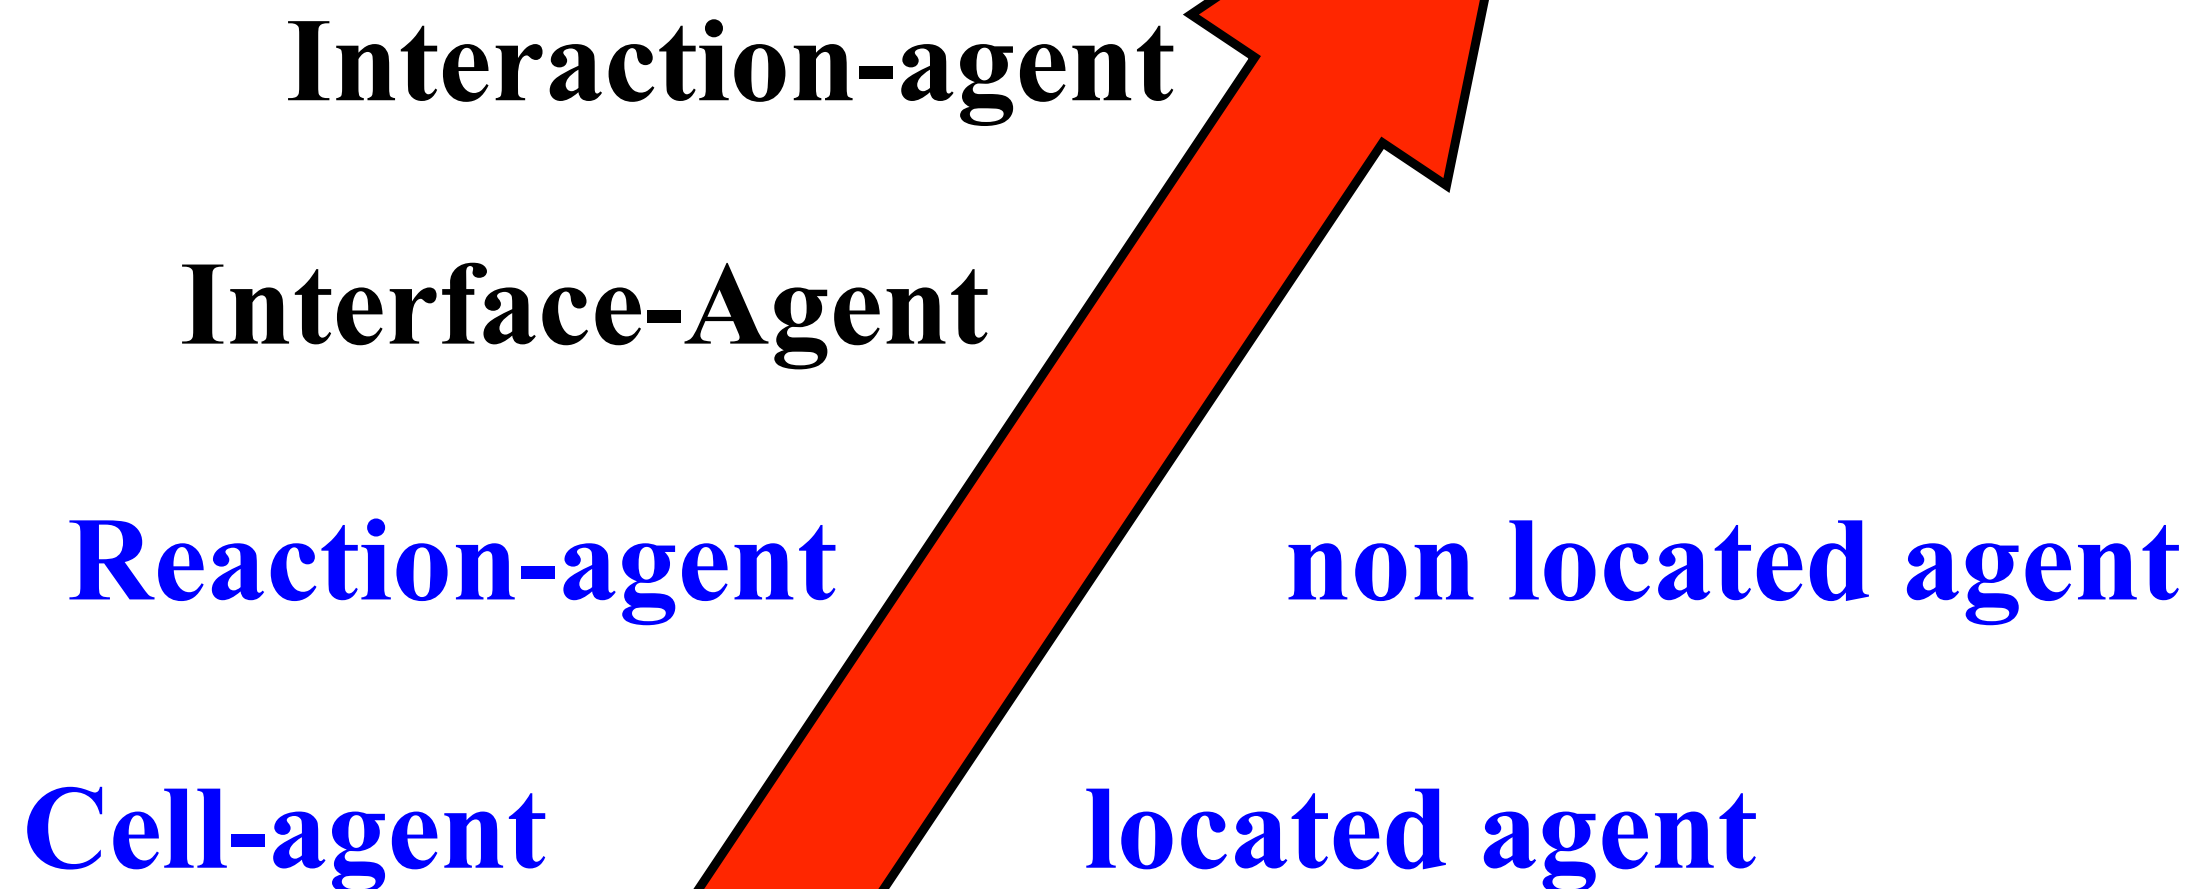 Interaction-agent
Interface-Agent
Reaction-agent non located agent
Cell-agent located agent